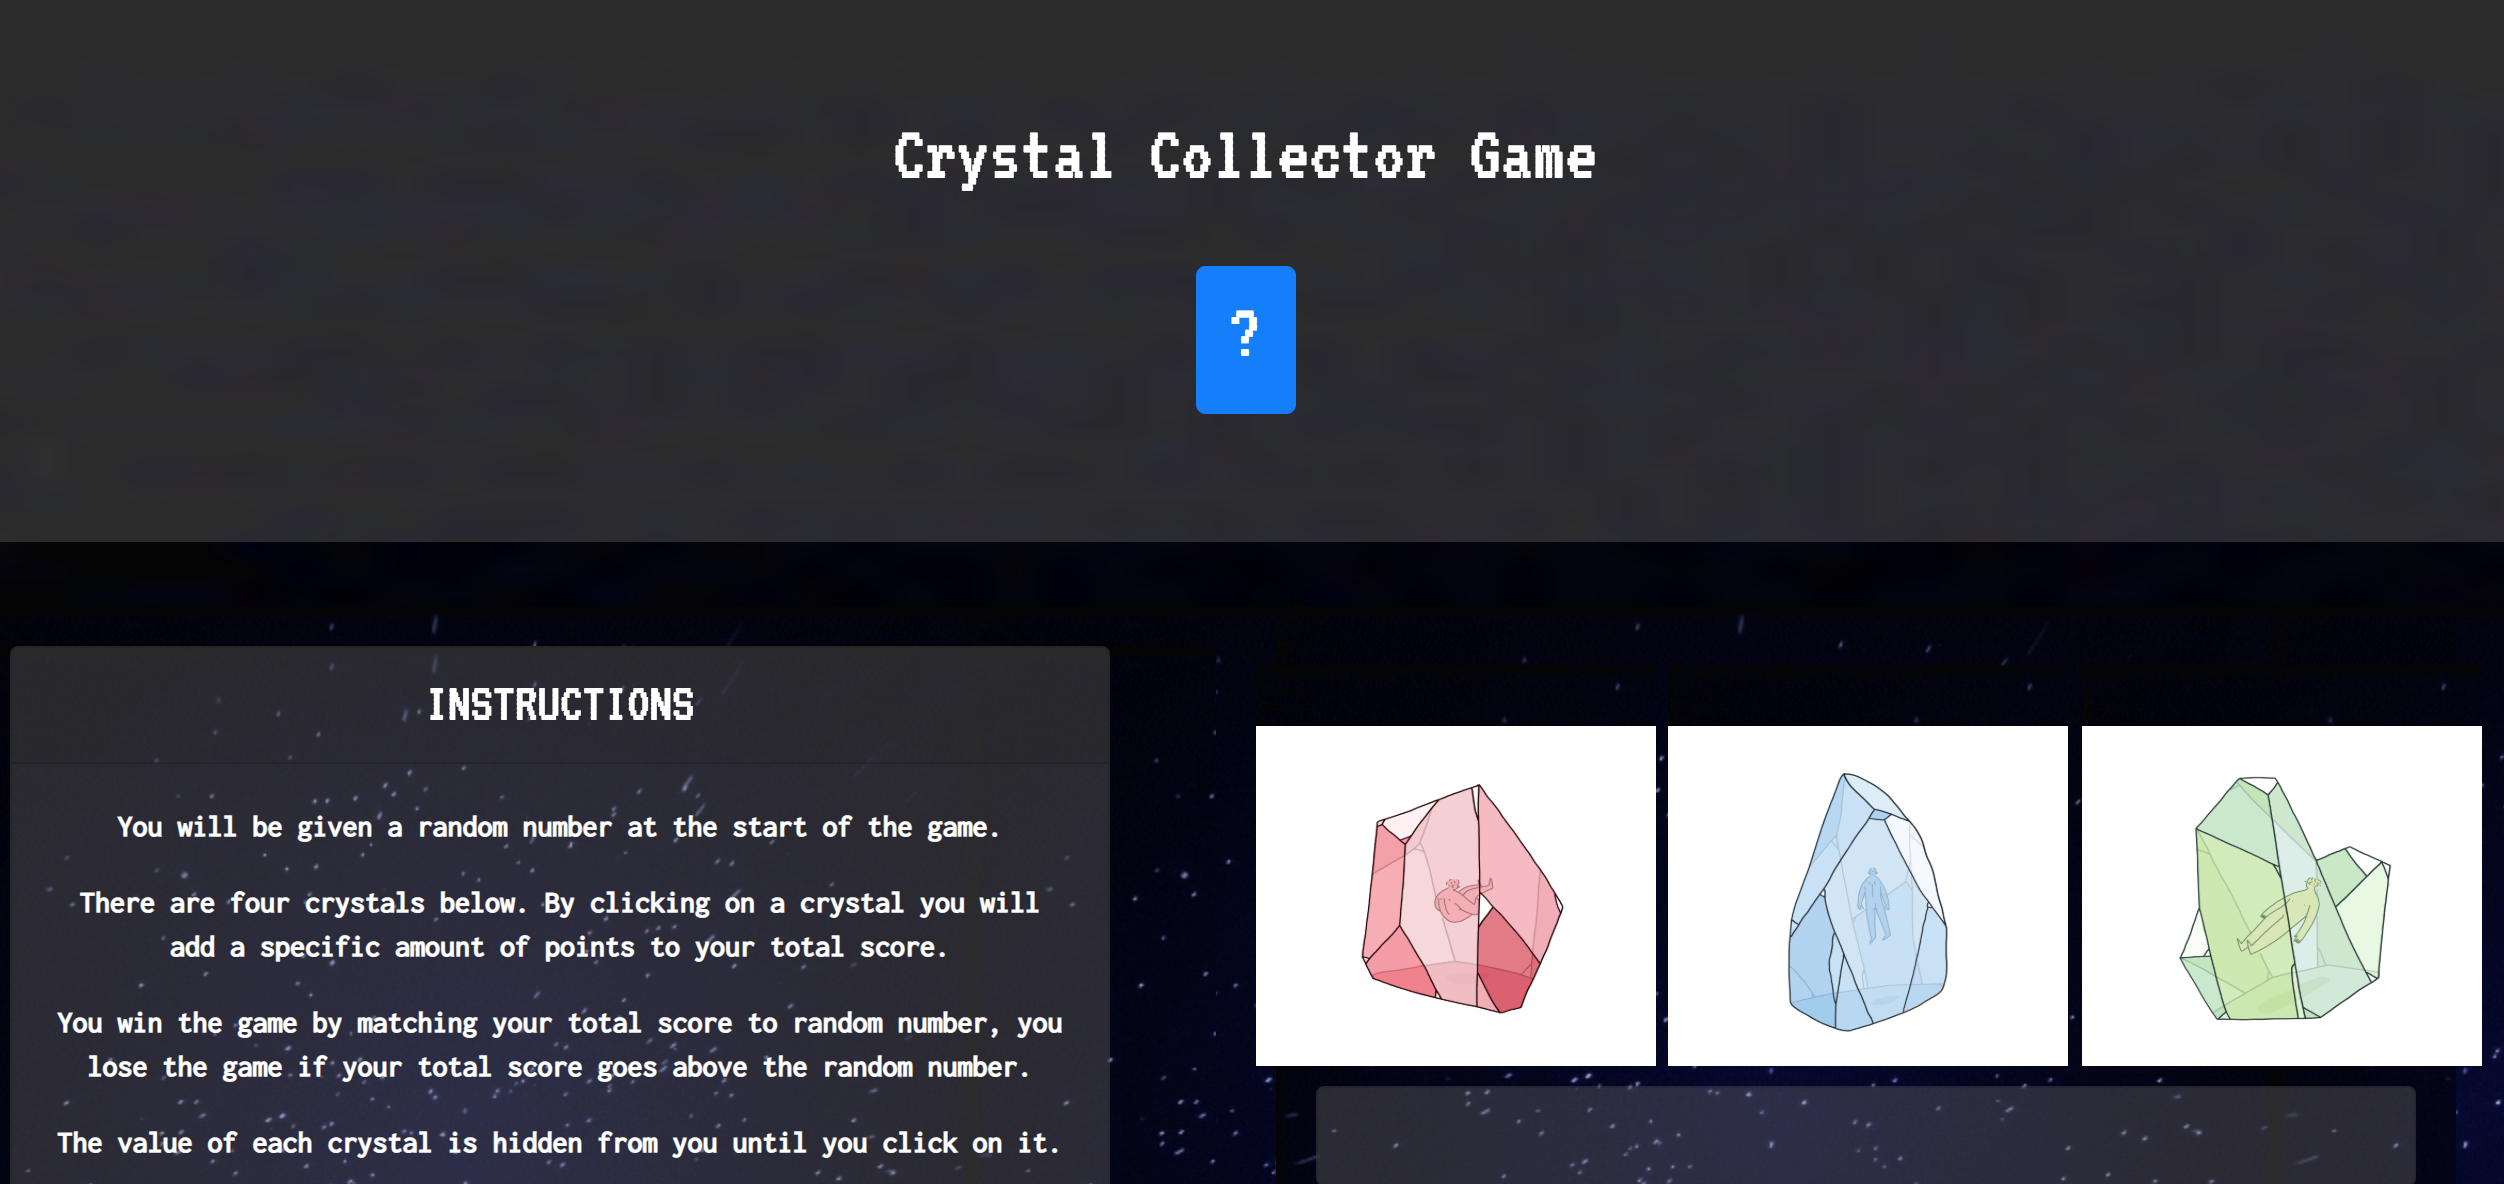 Crystal Collector Game
?
INSTRUCTIONS
You will be given a random number at the start of the game.
There are four crystals below. By clicking on a crystal you will
add a specific amount of points to your total score.
You win the game by matching your total score to random number, you
lose the game if your total score goes above the random number.
The value of each crystal is hidden from you until you click on it.